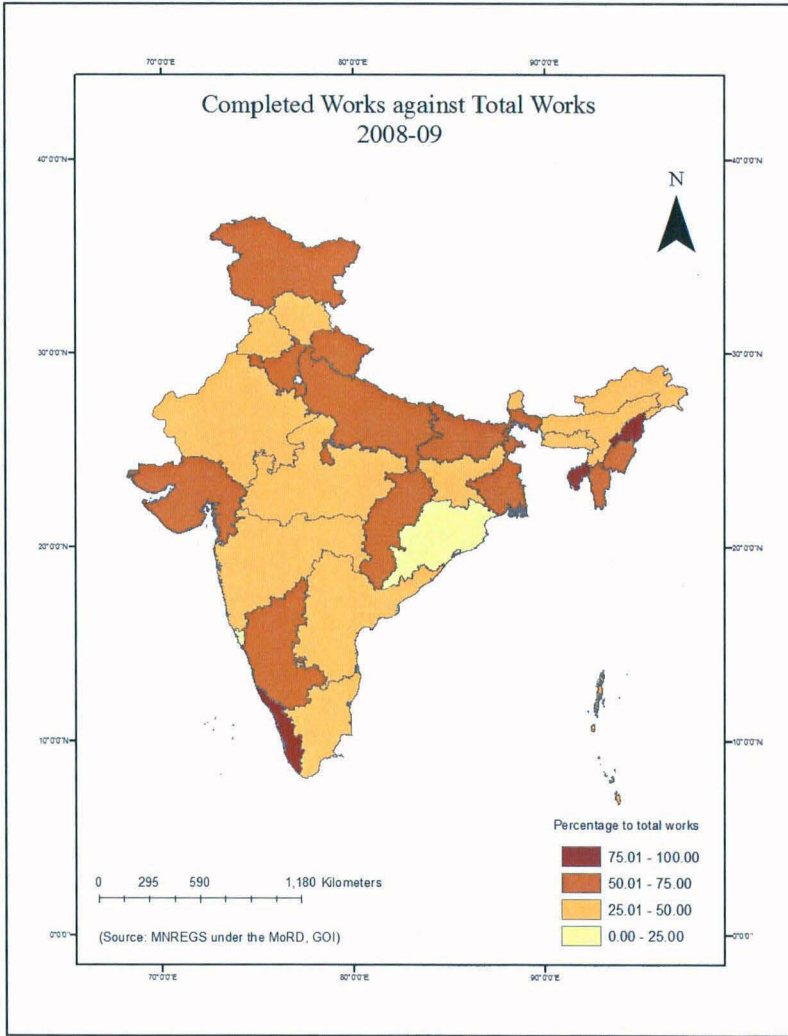 70°0'0"E 80°0'0"E 90°0'0"E
Completed Works against Total Works
2008-09
40°0'0"N 40°0'0"N
N
30°0'0"N 30°0'0"N
20°0'0"N 20°0'0"N
10°0'0"N 10°0'0"N
Percentage to total works
75.01 - 100.00
50.01 - 75.00
25.01 - 50.00
0.00 - 25.00
0 295 590 1,180 Kilometers
(Source: MNREGS under the MoRD, GOI)
0°0'0" 0°0'0"
70°0'0"E 80°0'0"E 90°0'0"E